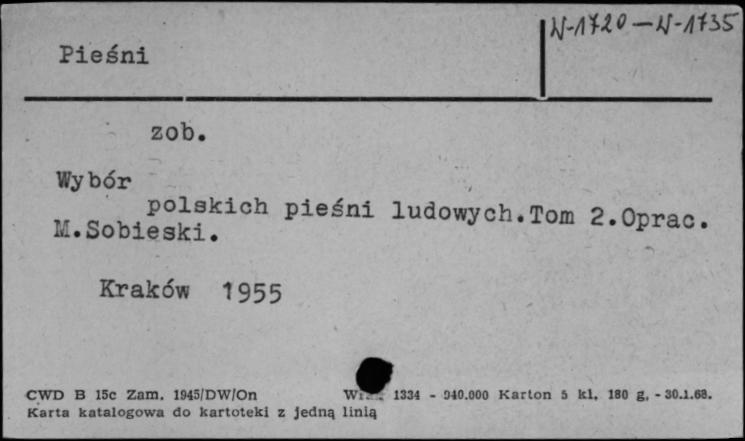 N-1720 — N-1735
Pieśni
zob.
Wybór
polskich pieśni ludowych. Tom 2. Oprac.
M. Sobieski.
Kraków 1955
CWD B 15c Zam. 1945/DW/On 1334 - 940.000 Karton 5 kl. 180 g. - 30.1.68.
Karta katalogowa do kartoteki z jedną linią